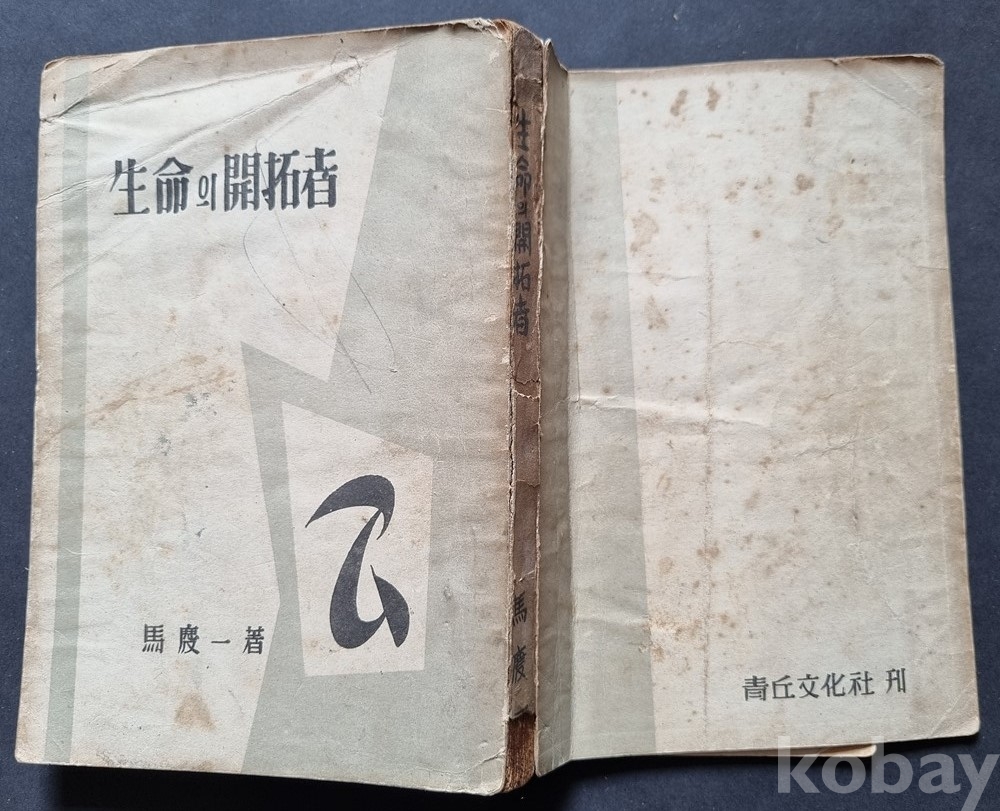 生命의 開拓者
馬慶一 著
生命의 開拓者
馬慶
青丘文化社 刊
kobay